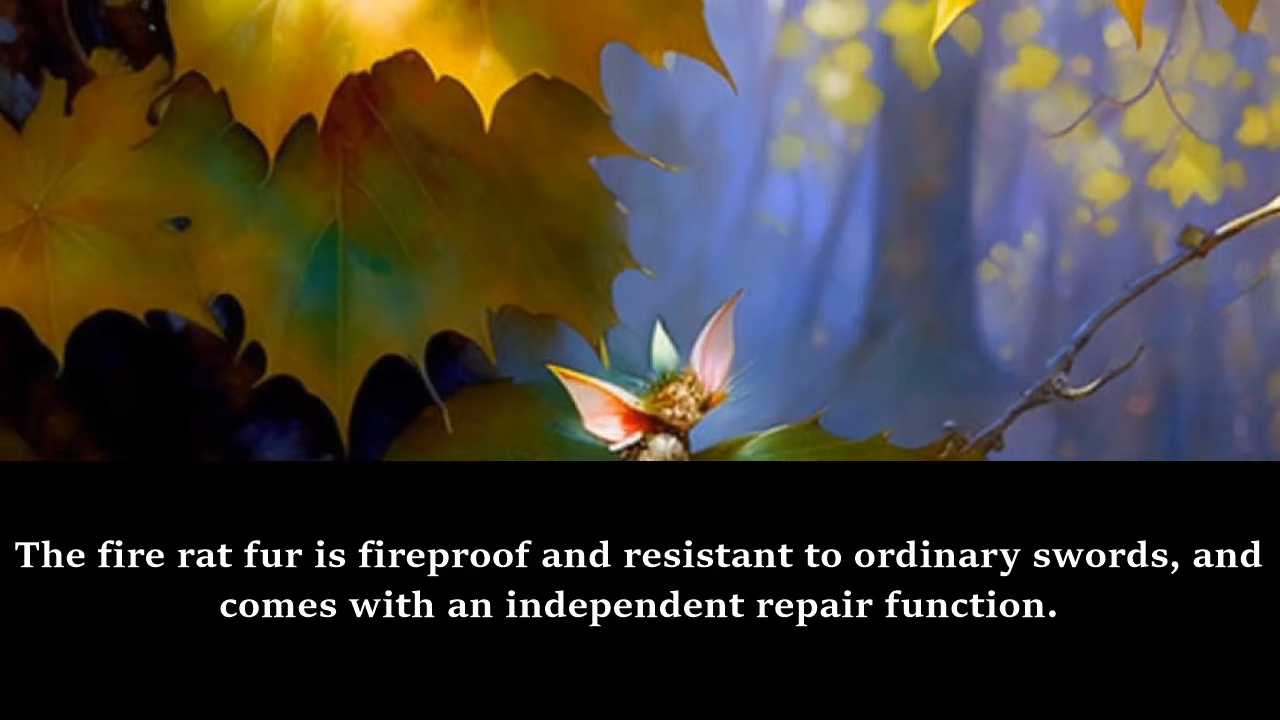 The fire rat fur is fireproof and resistant to ordinary swords, and
comes with an independent repair function.